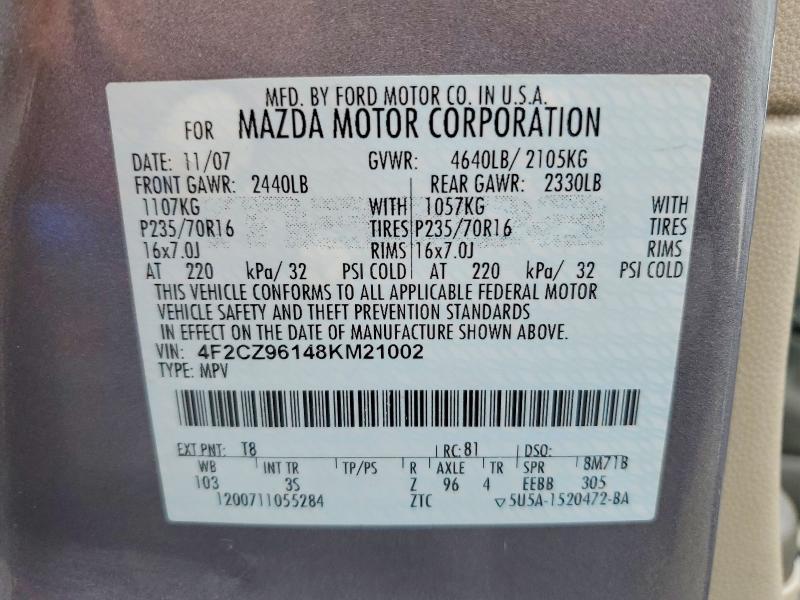 MFD. BY FORD MOTOR CO. IN U.S.A.
FOR MAZDA MOTOR CORPORATION
DATE: 11/07 GVWR: 4640LB/ 2105KG
FRONT GAWR: 2440LB REAR GAWR: 2330LB
1107KG WITH 1057KG WITH
P235/70R16 TIRES P235/70R16 TIRES
16x7.0J RIMS 16x7.0J RIMS
AT 220 kPa/ 32 PSI COLD AT 220 kPa/ 32 PSI COLD
THIS VEHICLE CONFORMS TO ALL APPLICABLE FEDERAL MOTOR
VEHICLE SAFETY AND THEFT PREVENTION STANDARDS
IN EFFECT ON THE DATE OF MANUFACTURE SHOWN ABOVE.
VIN: 4F2CZ96148KM21002
TYPE: MPV
EXT PNT: T8 RC: 81 DSO:
WB INT TR TP/PS R AXLE TR SPR 8M71B
103 3S Z 96 4 EEBB 305
1200711055284 ZTC ▽5U5A-1520472-BA